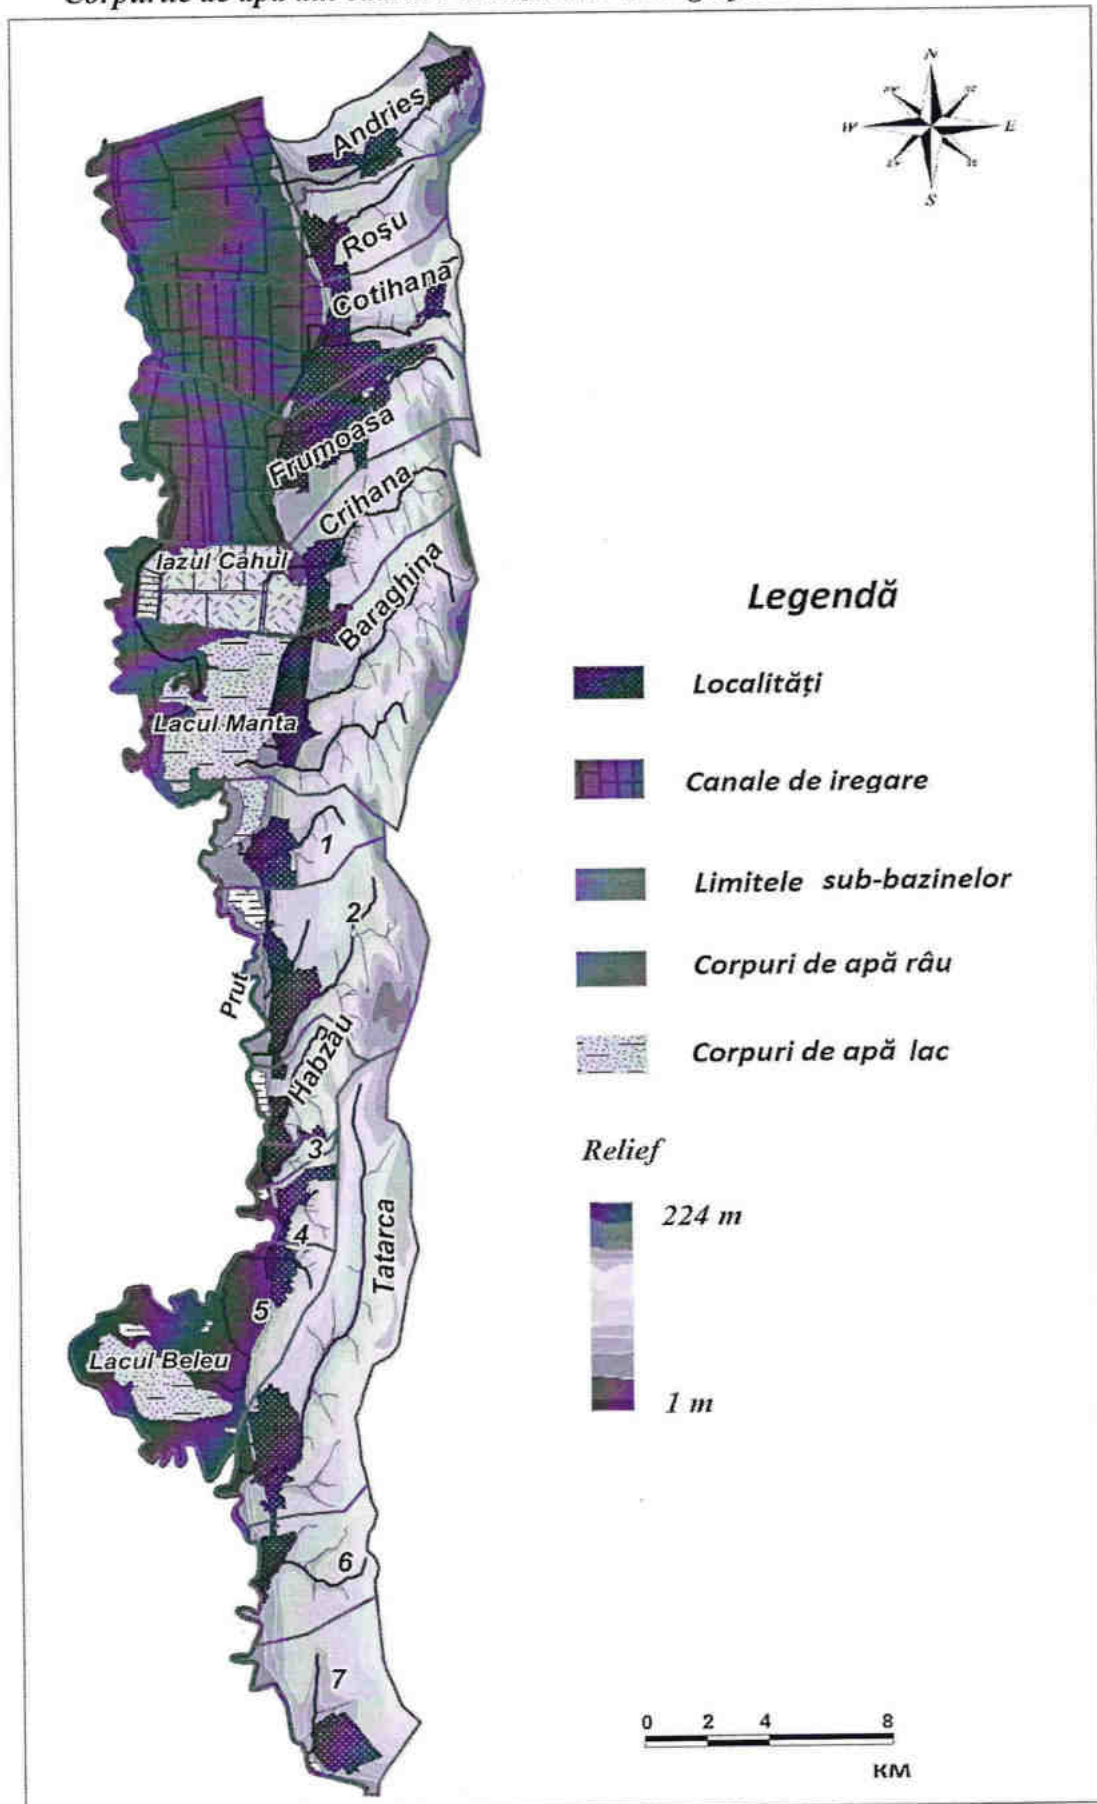 Andrieș
Roșu
Cotihana
Frumoasa
Crihana
Iazul Cahul
Baraghina
Lacul Manta
1
2
Prut
Habzău
3
4
Tatarca
5
Lacul Beleu
6
7
N
W
E
S
Legendă
Localități
Canale de iregare
Limitele sub-bazinelor
Corpuri de apă râu
Corpuri de apă lac
Relief
224 m
1 m
0 2 4 8
KM